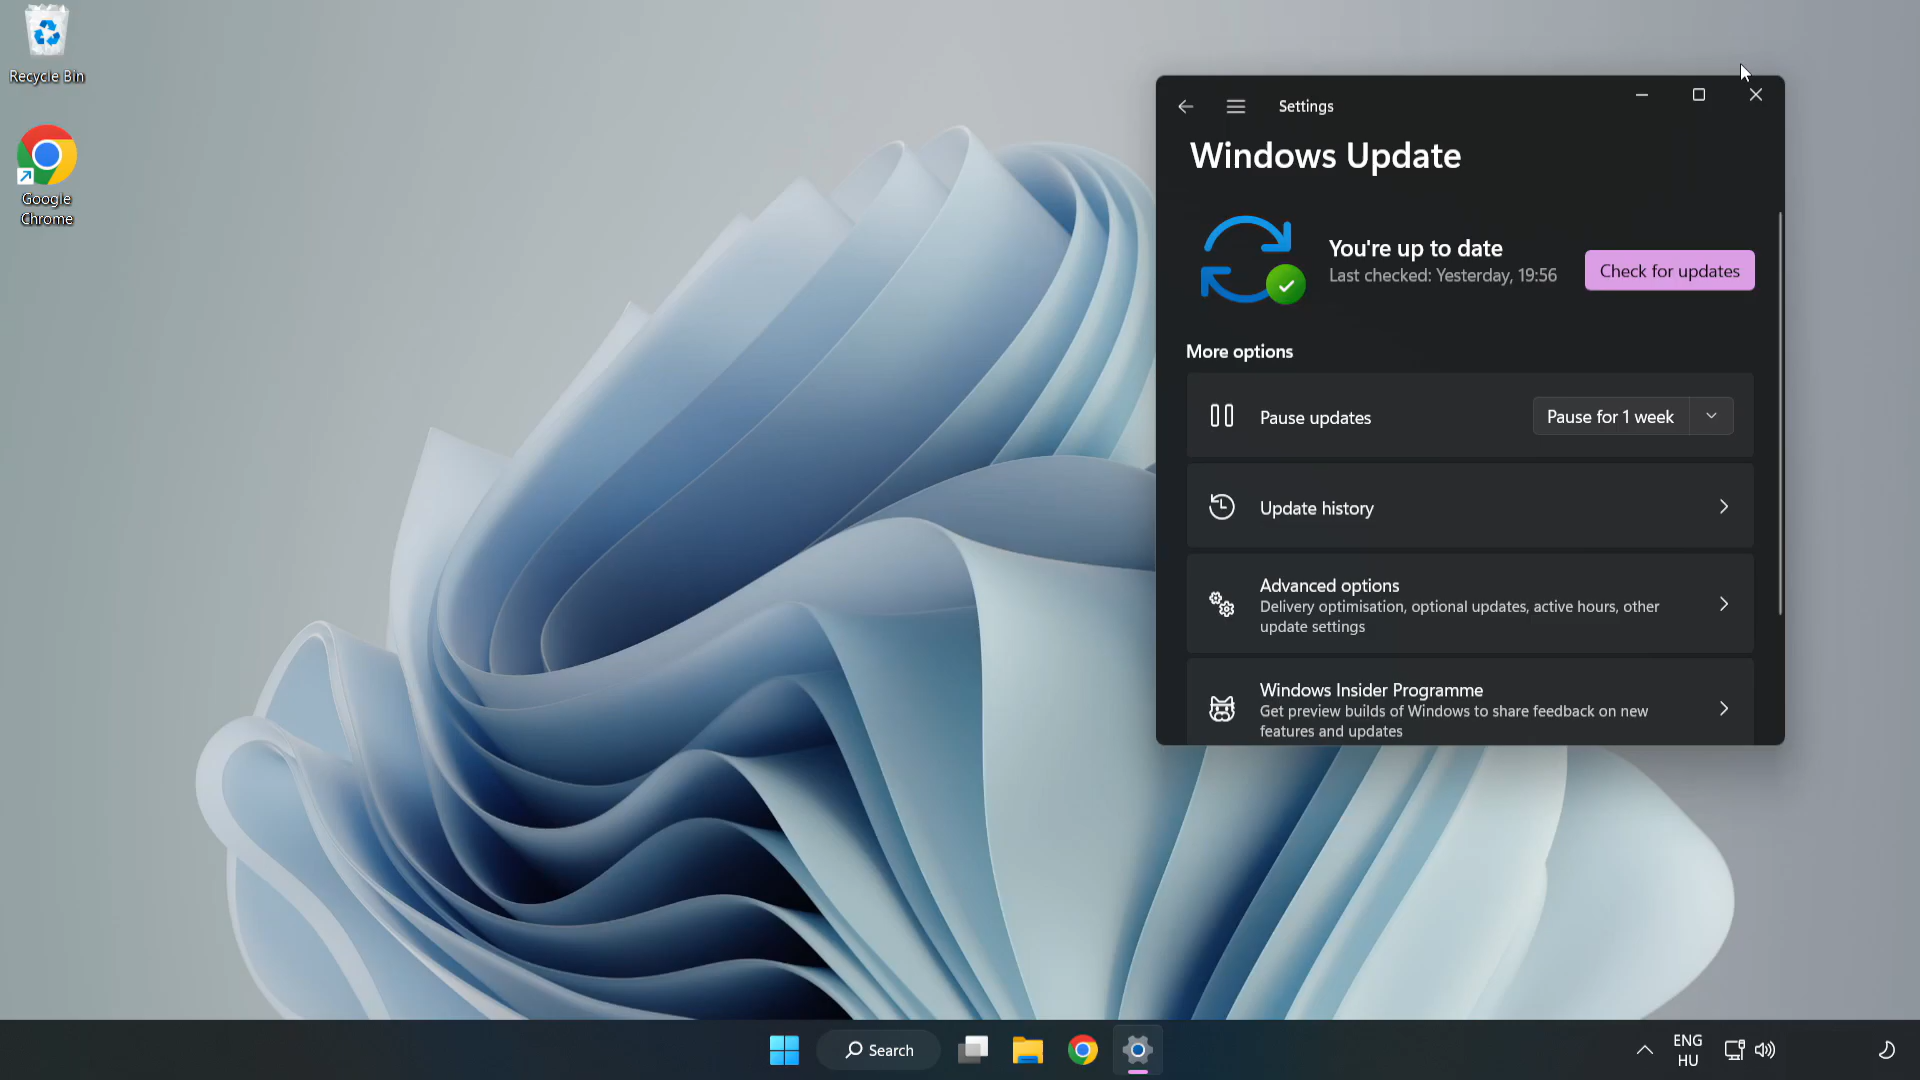 Recycle Bin
Google
Chrome
Settings
Windows Update
You're up to date
Last checked: Yesterday, 19:56
Check for updates
More options
Pause updates
Pause for 1 week
Update history
Advanced options
Delivery optimisation, optional updates, active hours, other
update settings
Windows Insider Programme
Get preview builds of Windows to share feedback on new
features and updates
Search
ENG
HU